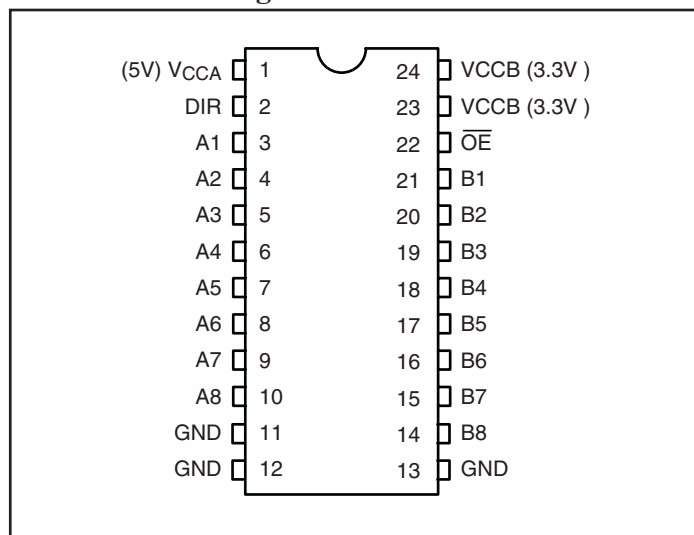 (5V) VCCA 1 24 VCCB (3.3V )
DIR 2 23 VCCB (3.3V )
A1 3 22 O̅E̅
A2 4 21 B1
A3 5 20 B2
A4 6 19 B3
A5 7 18 B4
A6 8 17 B5
A7 9 16 B6
A8 10 15 B7
GND 11 14 B8
GND 12 13 GND